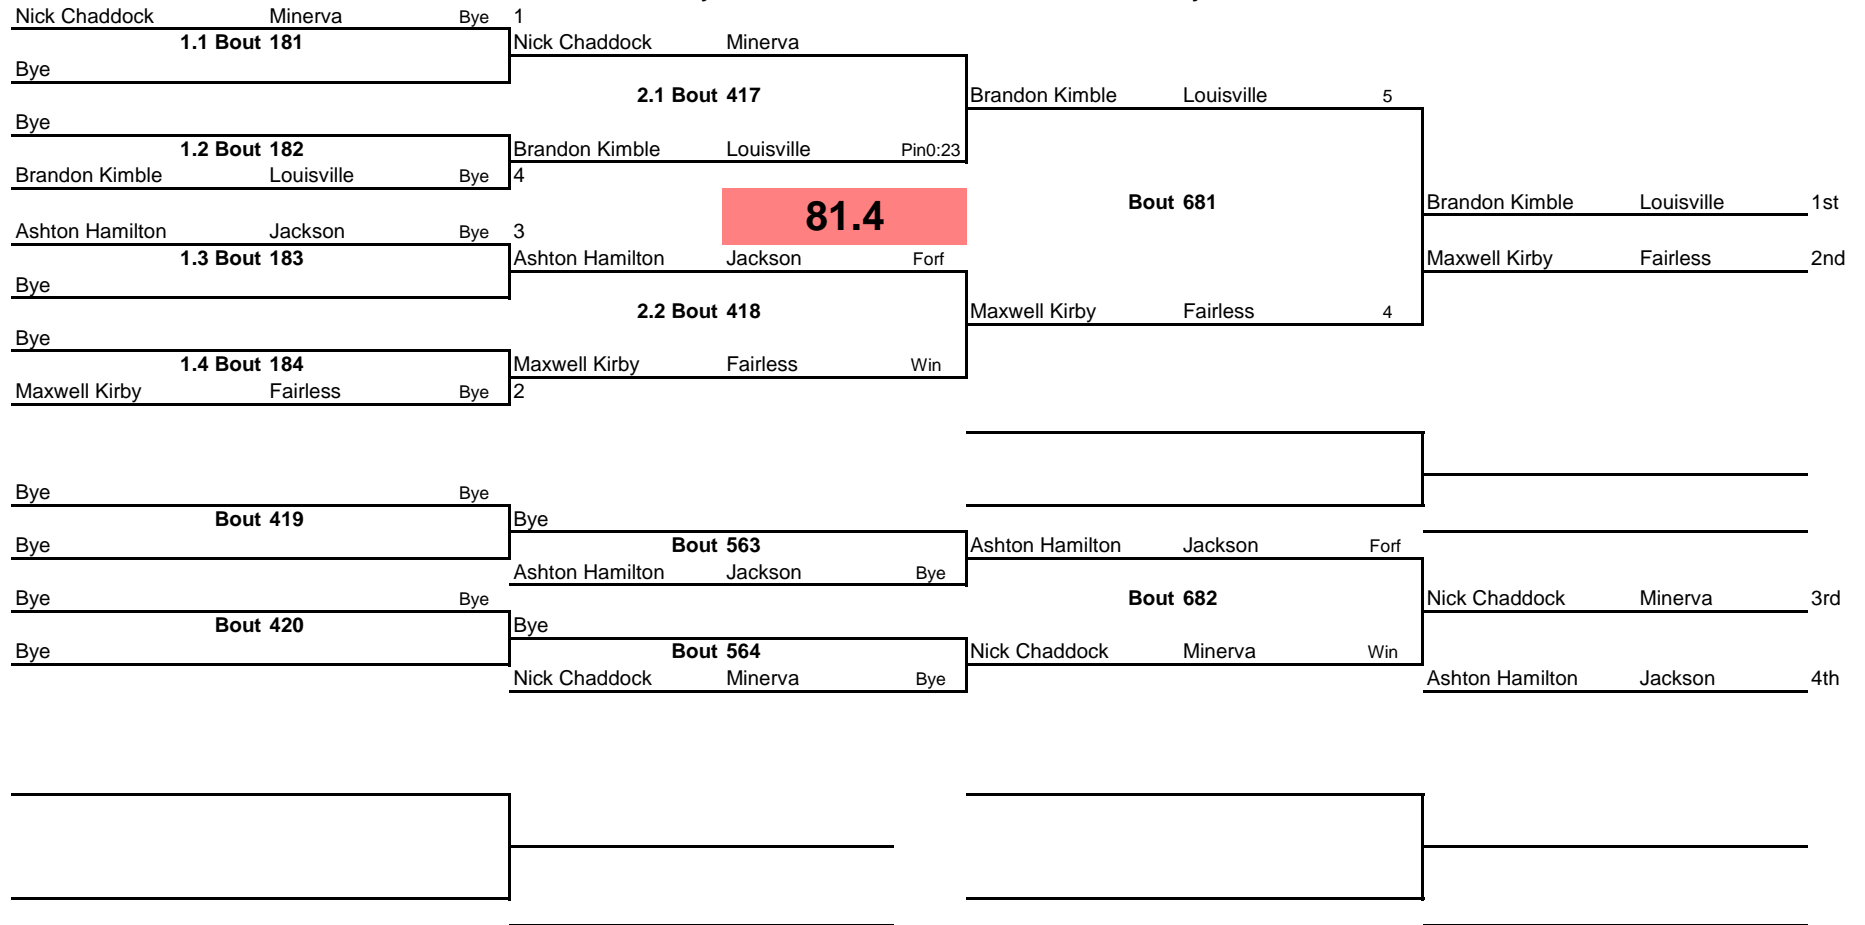 Nick Chaddock Minerva Bye 1
1.1 Bout 181 Nick Chaddock Minerva
Bye
2.1 Bout 417 Brandon Kimble Louisville 5
Bye
1.2 Bout 182 Brandon Kimble Louisville Pin0:23
Brandon Kimble Louisville Bye 4
81.4 Bout 681 Brandon Kimble Louisville 1st
Ashton Hamilton Jackson Bye 3
1.3 Bout 183 Ashton Hamilton Jackson Forf Maxwell Kirby Fairless 2nd
Bye
2.2 Bout 418 Maxwell Kirby Fairless 4
Bye
1.4 Bout 184 Maxwell Kirby Fairless Win
Maxwell Kirby Fairless Bye 2
Bye Bye
Bout 419 Bye
Bye Bout 563 Ashton Hamilton Jackson Forf
Ashton Hamilton Jackson Bye
Bye Bye Bout 682 Nick Chaddock Minerva 3rd
Bout 420 Bye
Bye Bout 564 Nick Chaddock Minerva Win
Nick Chaddock Minerva Bye Ashton Hamilton Jackson 4th